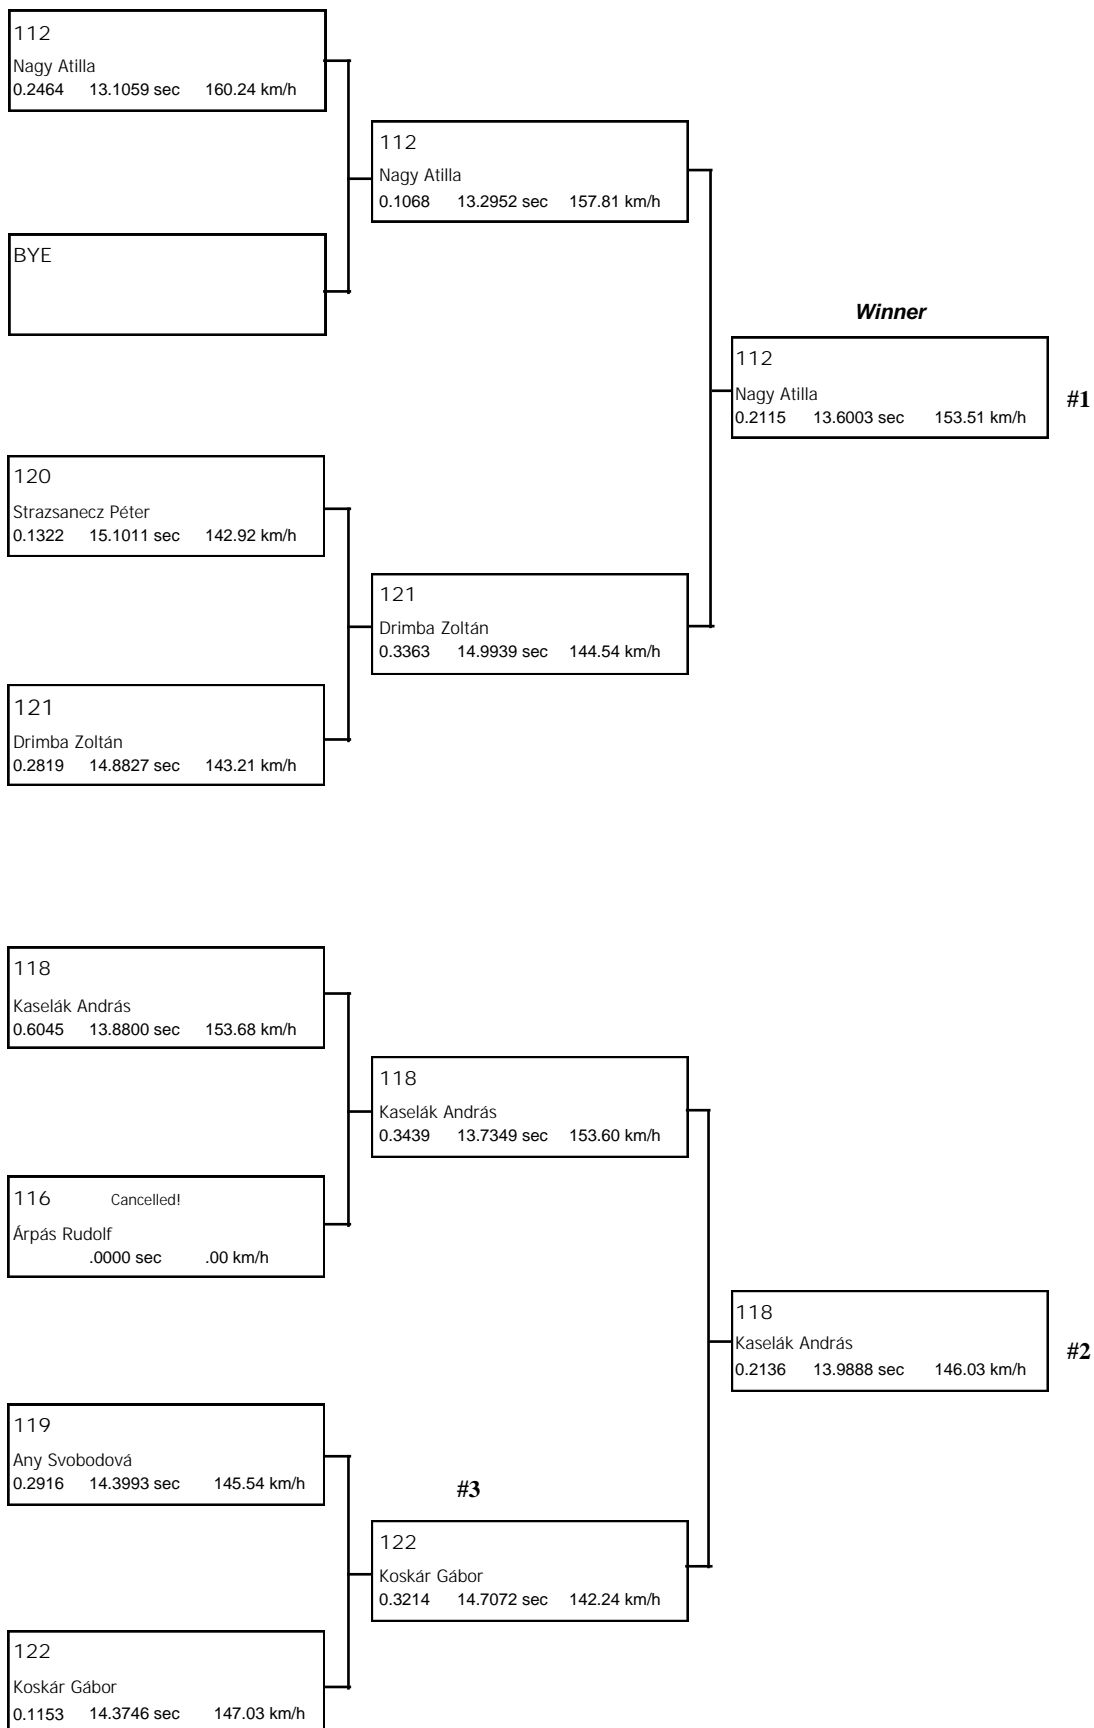 112
Nagy Atilla
0.2464 13.1059 sec 160.24 km/h
112
Nagy Atilla
0.1068 13.2952 sec 157.81 km/h
BYE
Winner
112
Nagy Atilla
0.2115 13.6003 sec 153.51 km/h
#1
120
Strazsanecz Péter
0.1322 15.1011 sec 142.92 km/h
121
Drimba Zoltán
0.3363 14.9939 sec 144.54 km/h
121
Drimba Zoltán
0.2819 14.8827 sec 143.21 km/h
118
Kaselák András
0.6045 13.8800 sec 153.68 km/h
118
Kaselák András
0.3439 13.7349 sec 153.60 km/h
116 Cancelled!
Árpás Rudolf
.0000 sec .00 km/h
118
Kaselák András
0.2136 13.9888 sec 146.03 km/h
#2
119
Any Svobodová
0.2916 14.3993 sec 145.54 km/h
#3
122
Koskár Gábor
0.3214 14.7072 sec 142.24 km/h
122
Koskár Gábor
0.1153 14.3746 sec 147.03 km/h